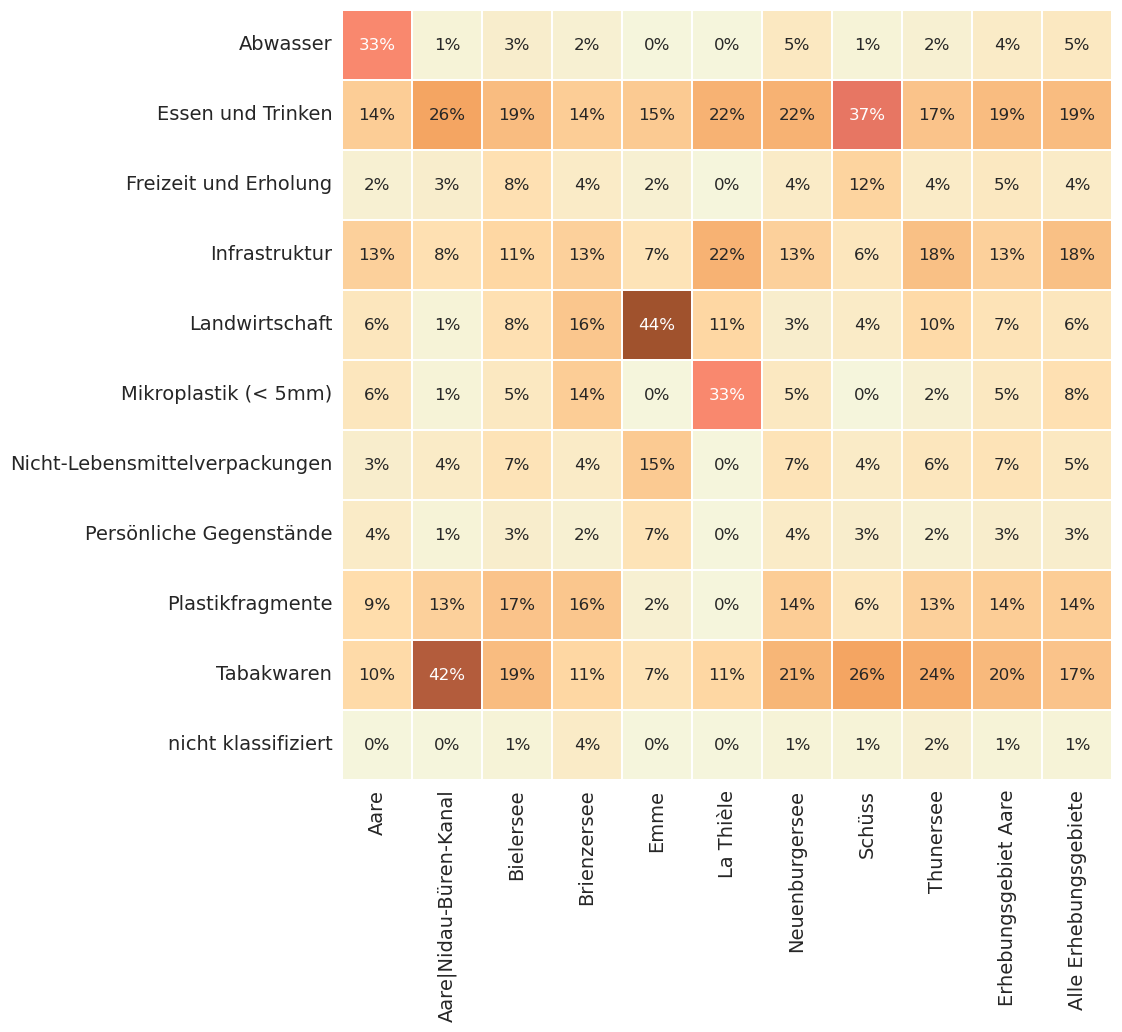 Abwasser 33% 1% 3% 2% 0% 0% 5% 1% 2% 4% 5%
Essen und Trinken 14% 26% 19% 14% 15% 22% 22% 37% 17% 19% 19%
Freizeit und Erholung 2% 3% 8% 4% 2% 0% 4% 12% 4% 5% 4%
Infrastruktur 13% 8% 11% 13% 7% 22% 13% 6% 18% 13% 18%
Landwirtschaft 6% 1% 8% 16% 44% 11% 3% 4% 10% 7% 6%
Mikroplastik (< 5mm) 6% 1% 5% 14% 0% 33% 5% 0% 2% 5% 8%
Nicht-Lebensmittelverpackungen 3% 4% 7% 4% 15% 0% 7% 4% 6% 7% 5%
Persönliche Gegenstände 4% 1% 3% 2% 7% 0% 4% 3% 2% 3% 3%
Plastikfragmente 9% 13% 17% 16% 2% 0% 14% 6% 13% 14% 14%
Tabakwaren 10% 42% 19% 11% 7% 11% 21% 26% 24% 20% 17%
nicht klassifiziert 0% 0% 1% 4% 0% 0% 1% 1% 2% 1% 1%
Aare
Aare|Nidau-Büren-Kanal
Bielersee
Brienzersee
Emme
La Thièle
Neuenburgersee
Schüss
Thunersee
Erhebungsgebiet Aare
Alle Erhebungsgebiete